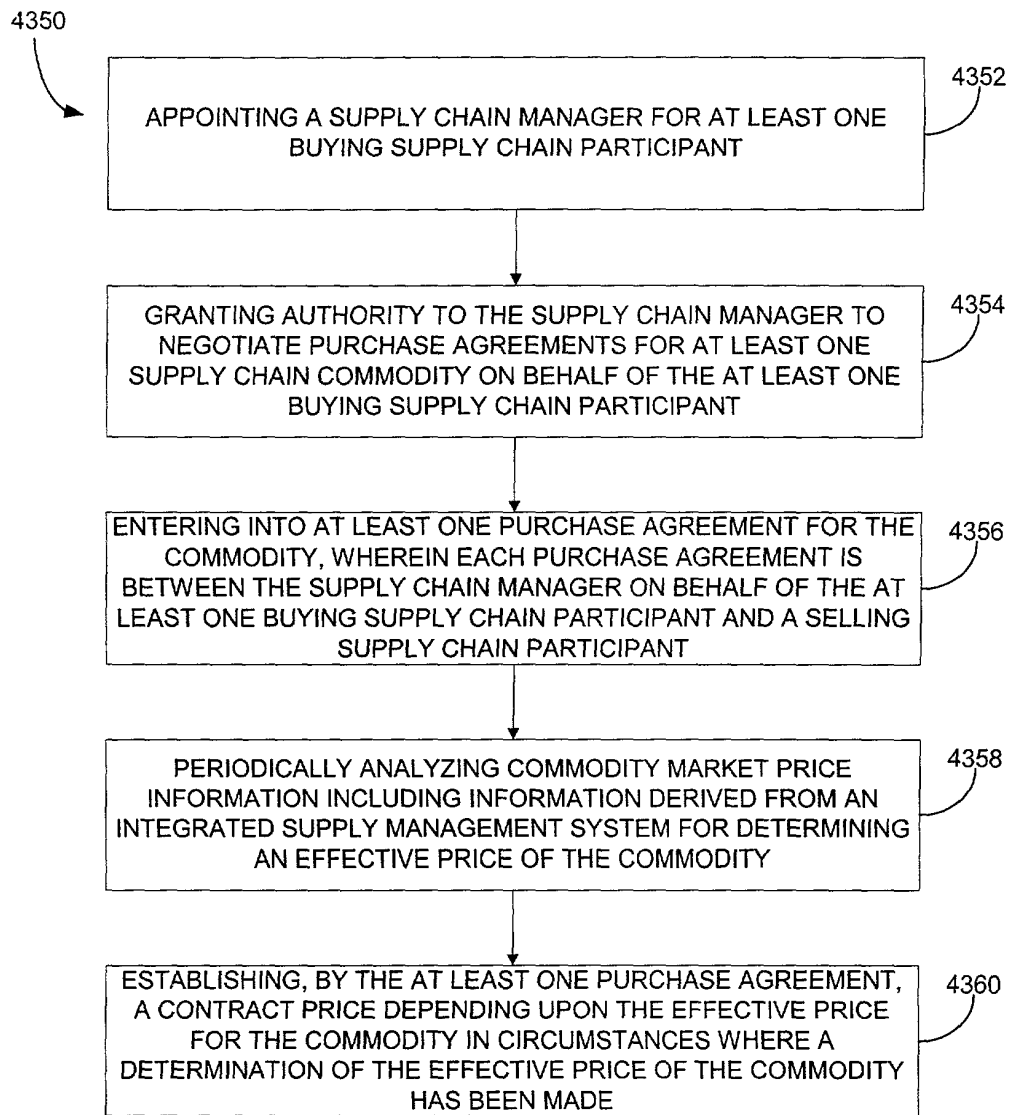 4350
4352
APPOINTING A SUPPLY CHAIN MANAGER FOR AT LEAST ONE
BUYING SUPPLY CHAIN PARTICIPANT
4354
GRANTING AUTHORITY TO THE SUPPLY CHAIN MANAGER TO
NEGOTIATE PURCHASE AGREEMENTS FOR AT LEAST ONE
SUPPLY CHAIN COMMODITY ON BEHALF OF THE AT LEAST ONE
BUYING SUPPLY CHAIN PARTICIPANT
4356
ENTERING INTO AT LEAST ONE PURCHASE AGREEMENT FOR THE
COMMODITY, WHEREIN EACH PURCHASE AGREEMENT IS
BETWEEN THE SUPPLY CHAIN MANAGER ON BEHALF OF THE AT
LEAST ONE BUYING SUPPLY CHAIN PARTICIPANT AND A SELLING
SUPPLY CHAIN PARTICIPANT
4358
PERIODICALLY ANALYZING COMMODITY MARKET PRICE
INFORMATION INCLUDING INFORMATION DERIVED FROM AN
INTEGRATED SUPPLY MANAGEMENT SYSTEM FOR DETERMINING
AN EFFECTIVE PRICE OF THE COMMODITY
4360
ESTABLISHING, BY THE AT LEAST ONE PURCHASE AGREEMENT,
A CONTRACT PRICE DEPENDING UPON THE EFFECTIVE PRICE
FOR THE COMMODITY IN CIRCUMSTANCES WHERE A
DETERMINATION OF THE EFFECTIVE PRICE OF THE COMMODITY
HAS BEEN MADE